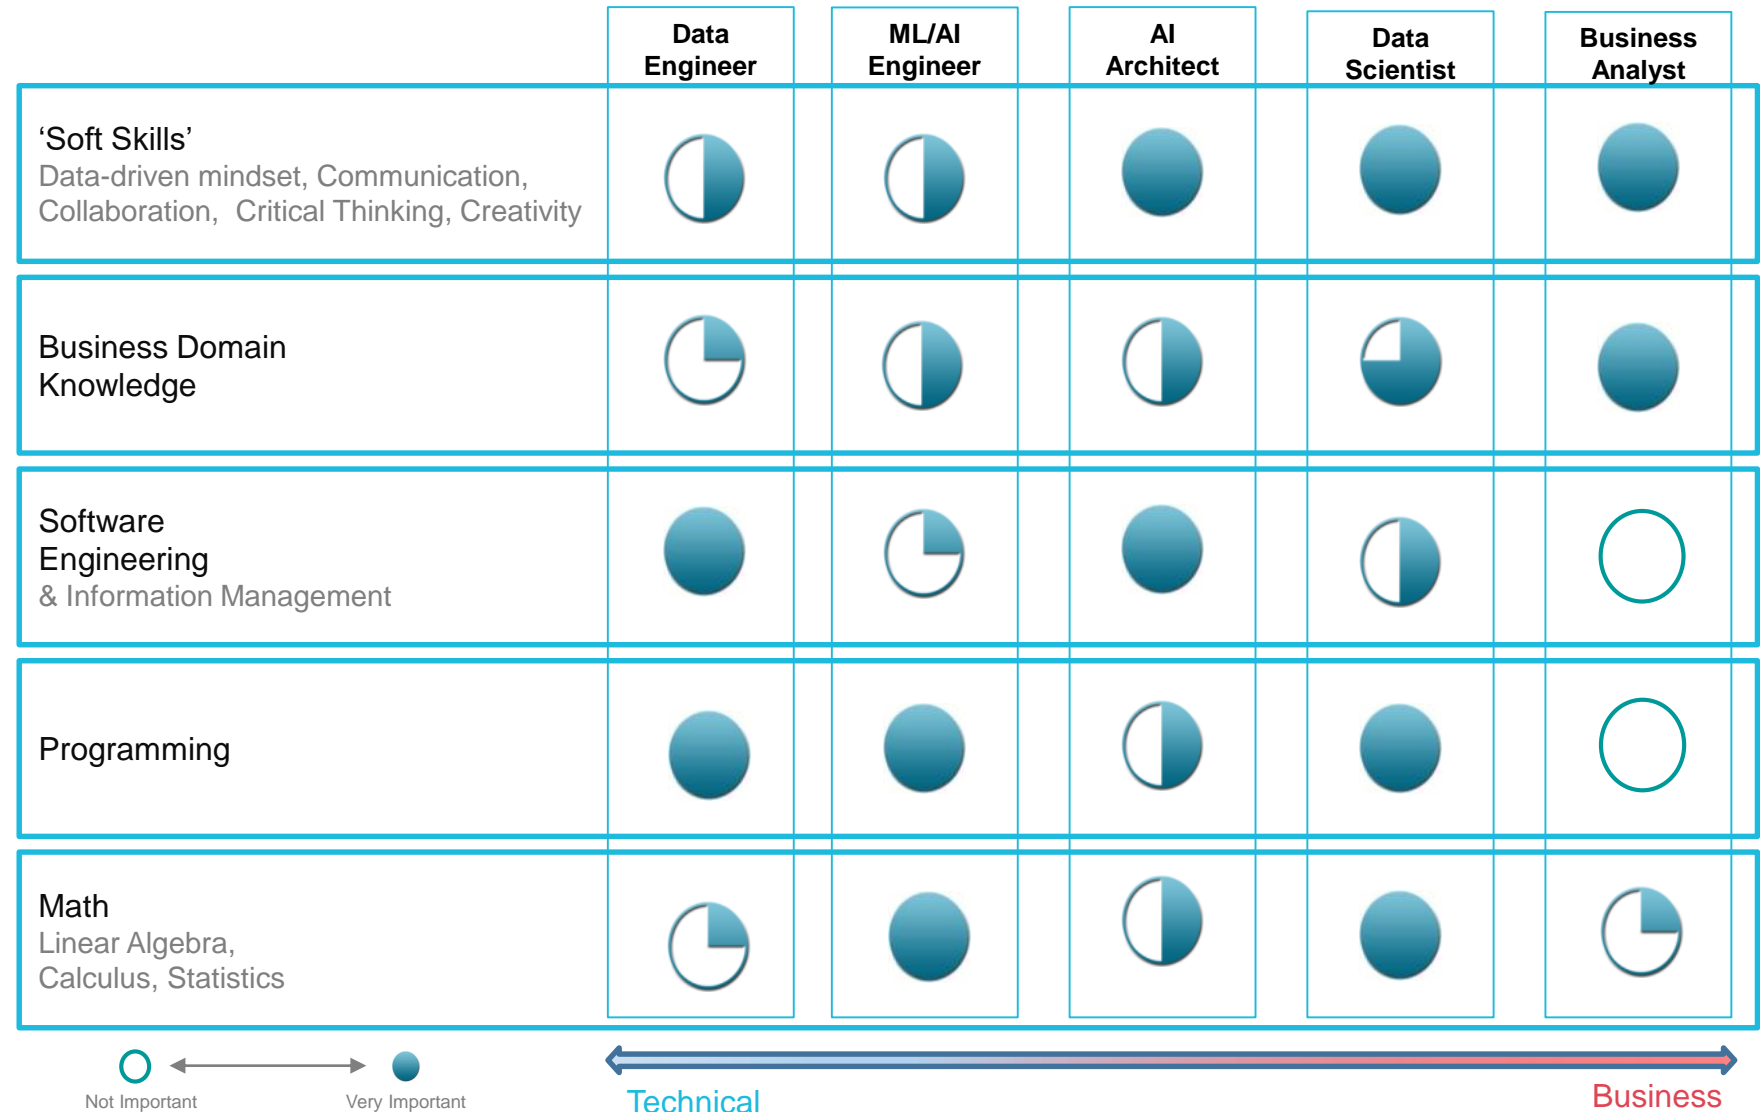 Data
Engineer
ML/AI
Engineer
AI
Architect
Data
Scientist
Business
Analyst
‘Soft Skills’
Data-driven mindset, Communication,
Collaboration,  Critical Thinking, Creativity
Business Domain
Knowledge
Software
Engineering
& Information Management
Programming
Math
Linear Algebra,
Calculus, Statistics
Not Important
Very Important
Technical
Business